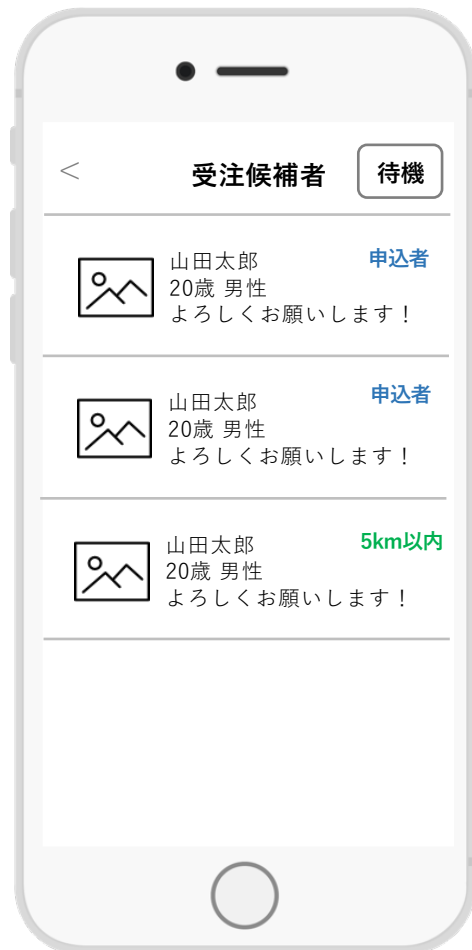 < 受注候補者 待機
山田太郎 申込者
20歳 男性
よろしくお願いします！
山田太郎 申込者
20歳 男性
よろしくお願いします！
山田太郎 5km以内
20歳 男性
よろしくお願いします！